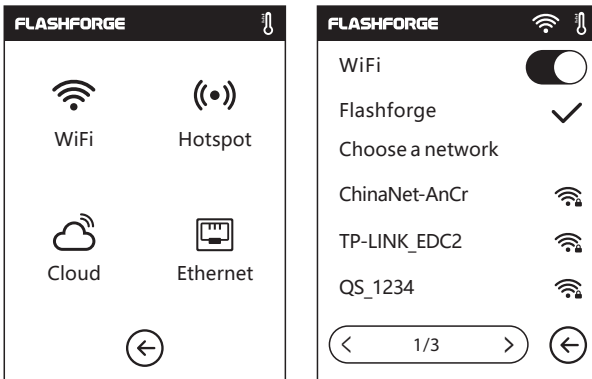 FLASHFORGE
WiFi Hotspot
Cloud Ethernet
FLASHFORGE
WiFi
Flashforge
Choose a network
ChinaNet-AnCr
TP-LINK_EDC2
QS_1234
1/3